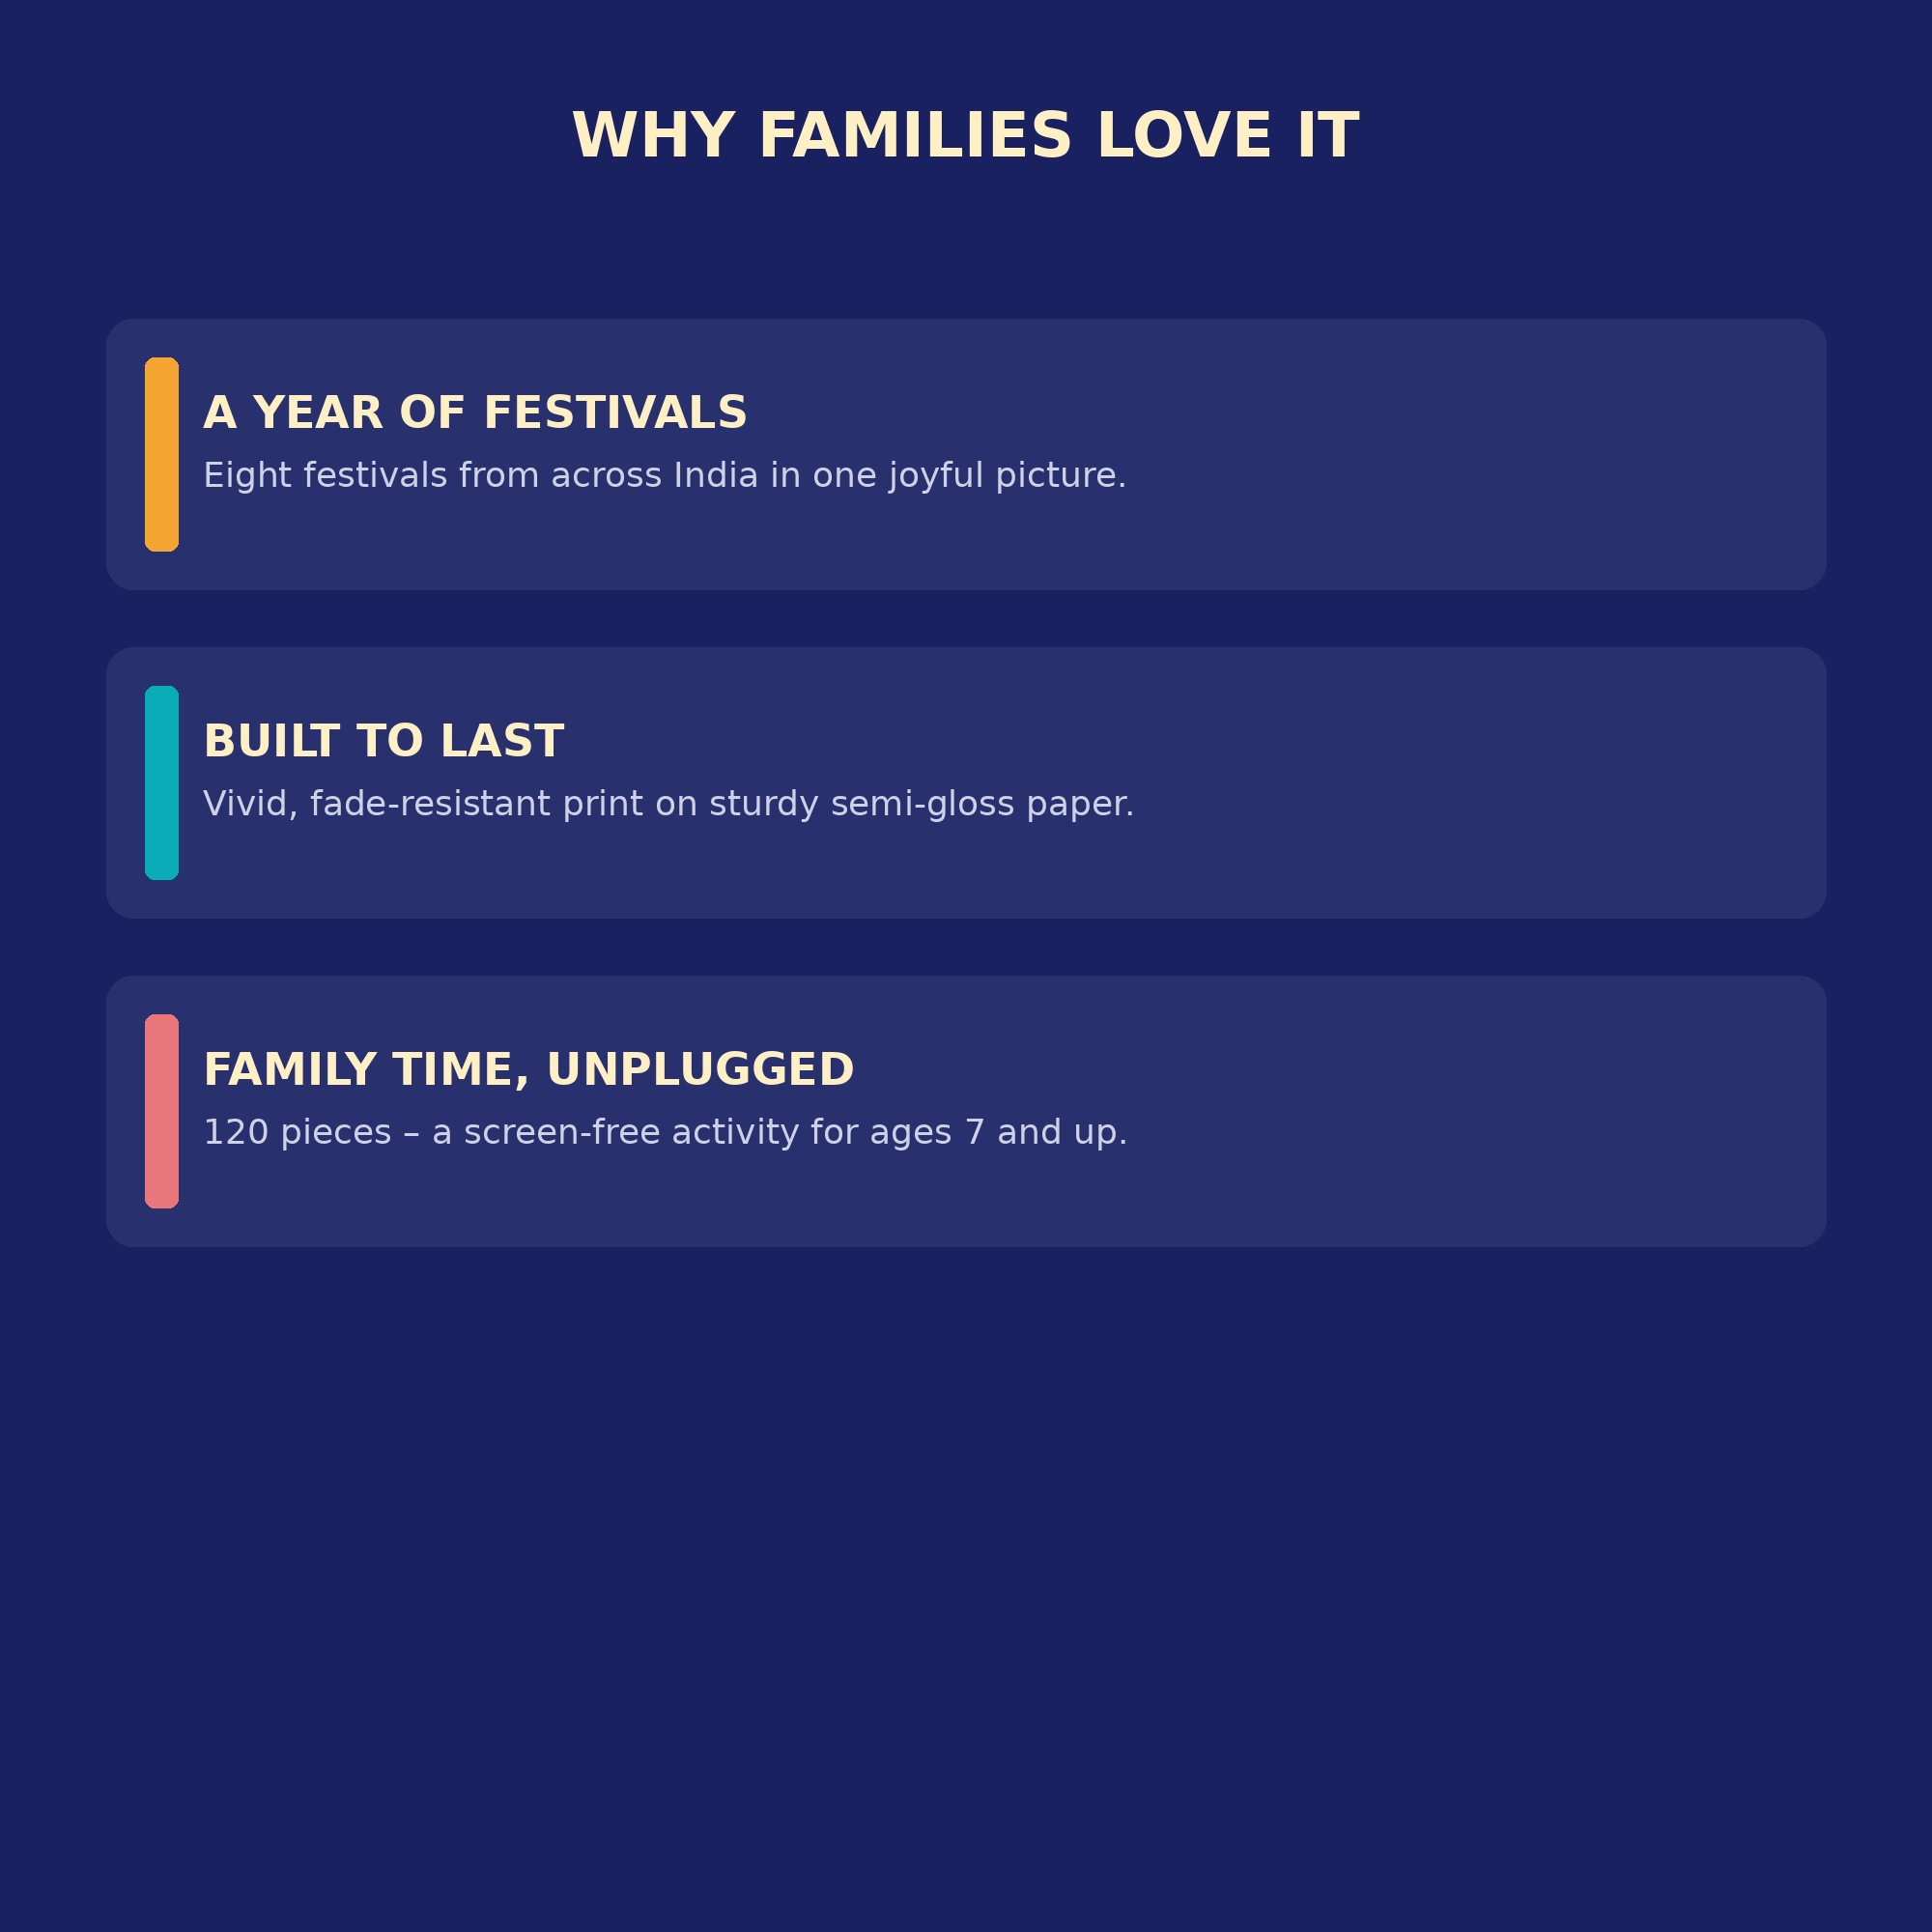 WHY FAMILIES LOVE IT
A YEAR OF FESTIVALS
Eight festivals from across India in one joyful picture.
BUILT TO LAST
Vivid, fade-resistant print on sturdy semi-gloss paper.
FAMILY TIME, UNPLUGGED
120 pieces – a screen-free activity for ages 7 and up.